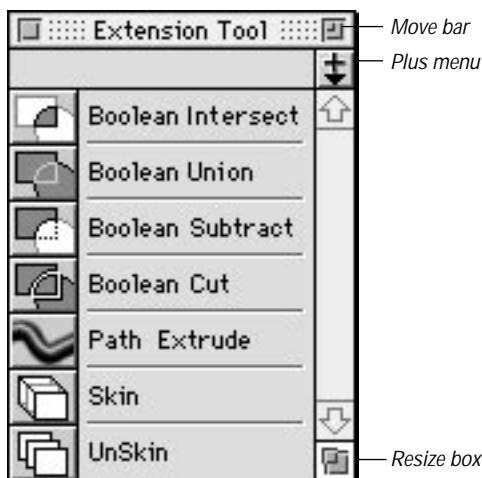 Extension Tool
Move bar
Plus menu
Boolean Intersect
Boolean Union
Boolean Subtract
Boolean Cut
Path Extrude
Skin
UnSkin
Resize box